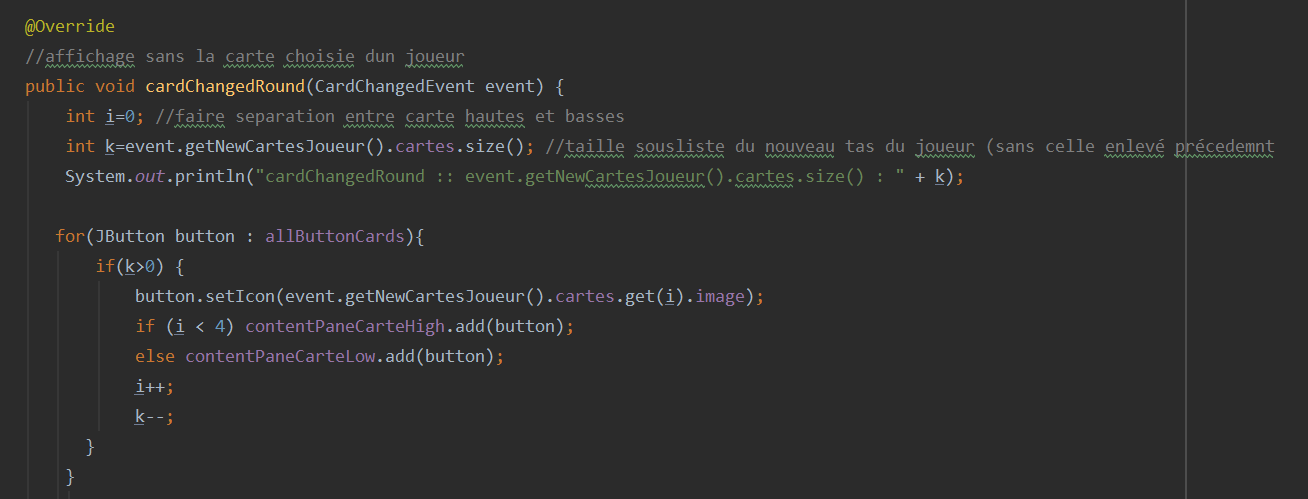 @Override
//affichage sans la carte choisie dun joueur
public void cardChangedRound(CardChangedEvent event) {
int i=0; //faire separation entre carte hautes et basses
int k=event.getNewCartesJoueur().cartes.size(); //taille sousliste du nouveau tas du joueur (sans celle enlevé précedemnt
System.out.println("cardChangedRound :: event.getNewCartesJoueur().cartes.size() : " + k);
for(JButton button : allButtonCards){
if(k>0) {
button.setIcon(event.getNewCartesJoueur().cartes.get(i).image);
if (i < 4) contentPaneCarteHigh.add(button);
else contentPaneCarteLow.add(button);
i++;
k--;
}
}